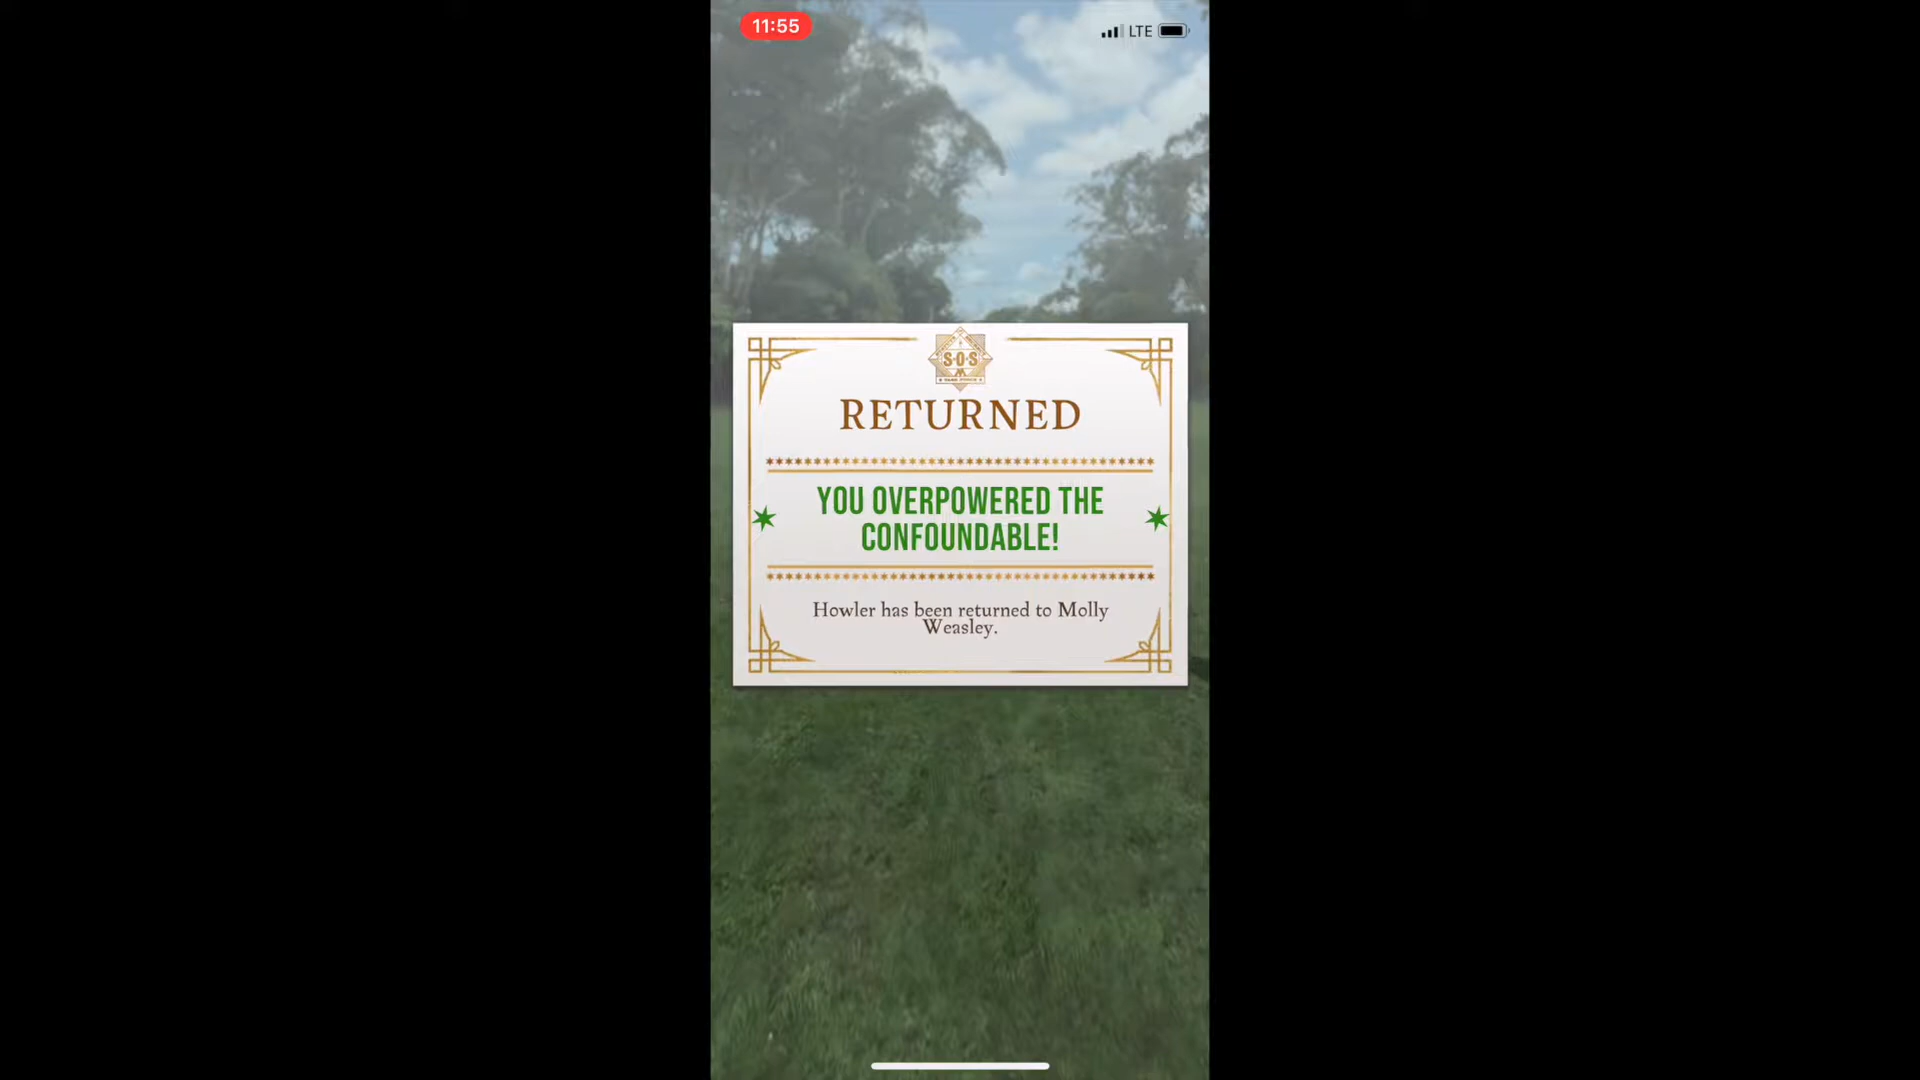 11:55
LTE
S·O·S
RETURNED
YOU OVERPOWERED THE
CONFOUNDABLE!
Howler has been returned to Molly
Weasley.